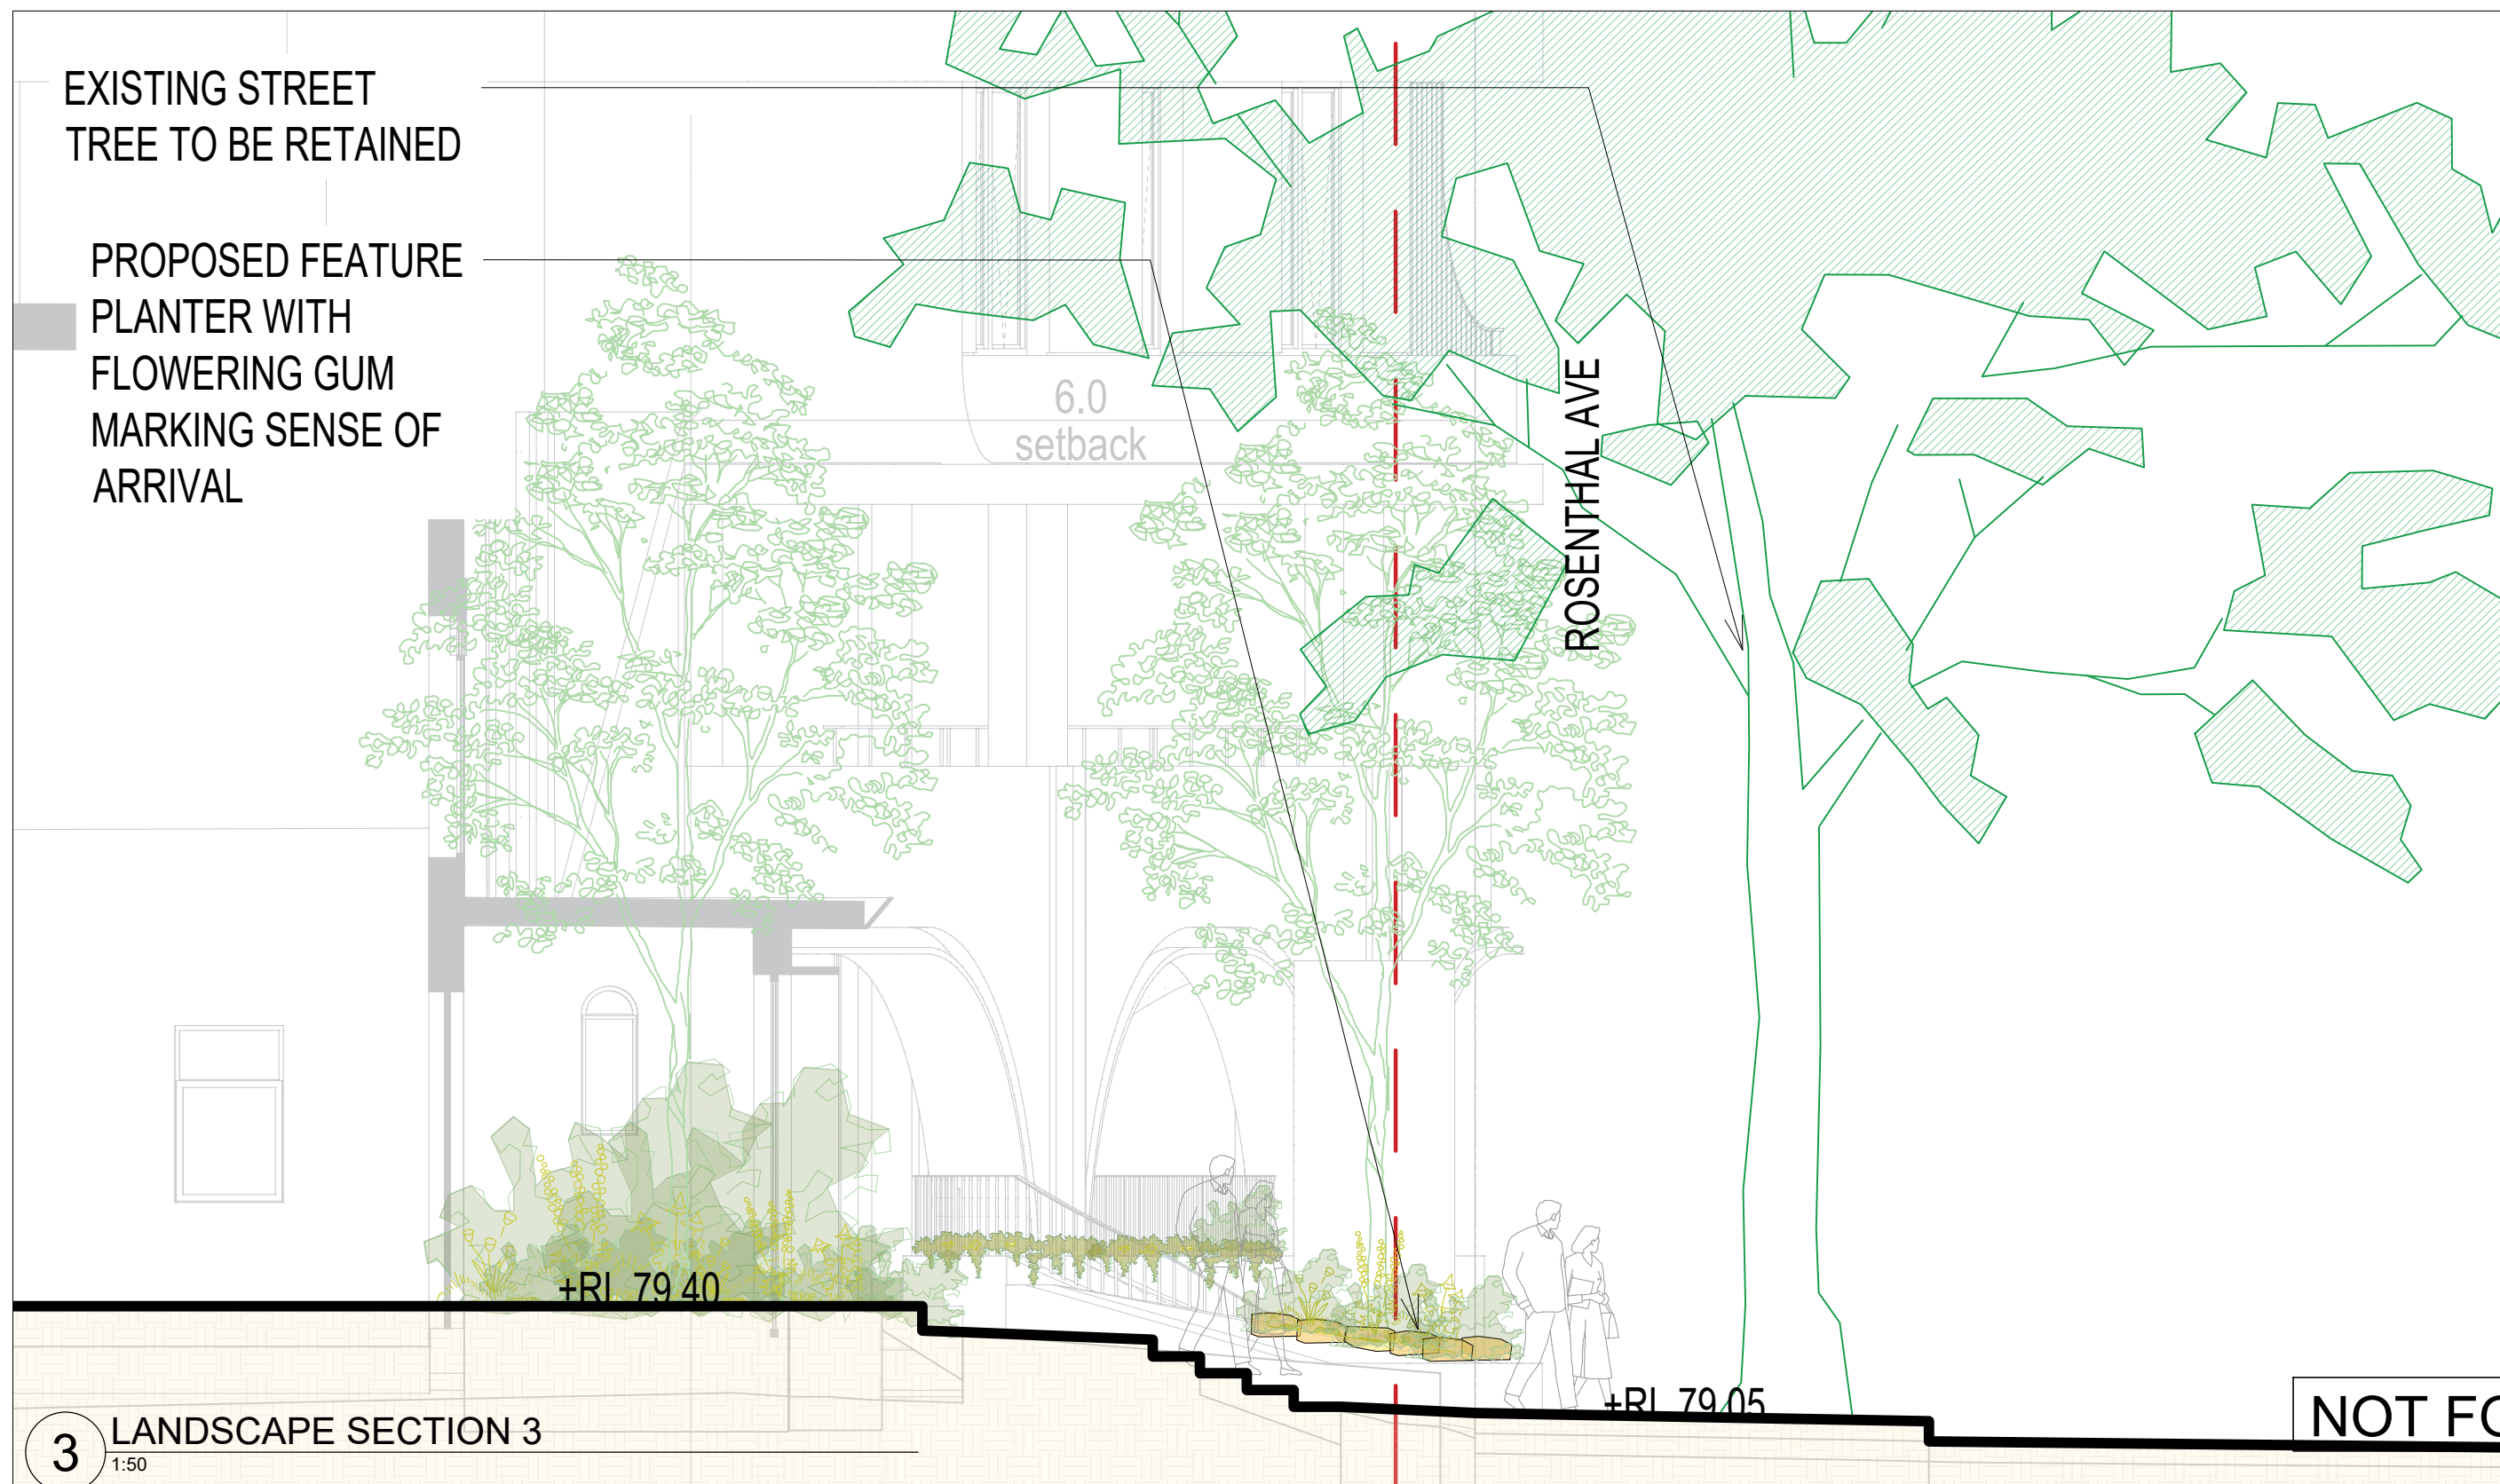 EXISTING STREET
TREE TO BE RETAINED
PROPOSED FEATURE
PLANTER WITH
FLOWERING GUM
MARKING SENSE OF
ARRIVAL
6.0
setback
ROSENTHAL AVE
+RL 79.40
+RL 79.05
3
LANDSCAPE SECTION 3
1:50
NOT FO